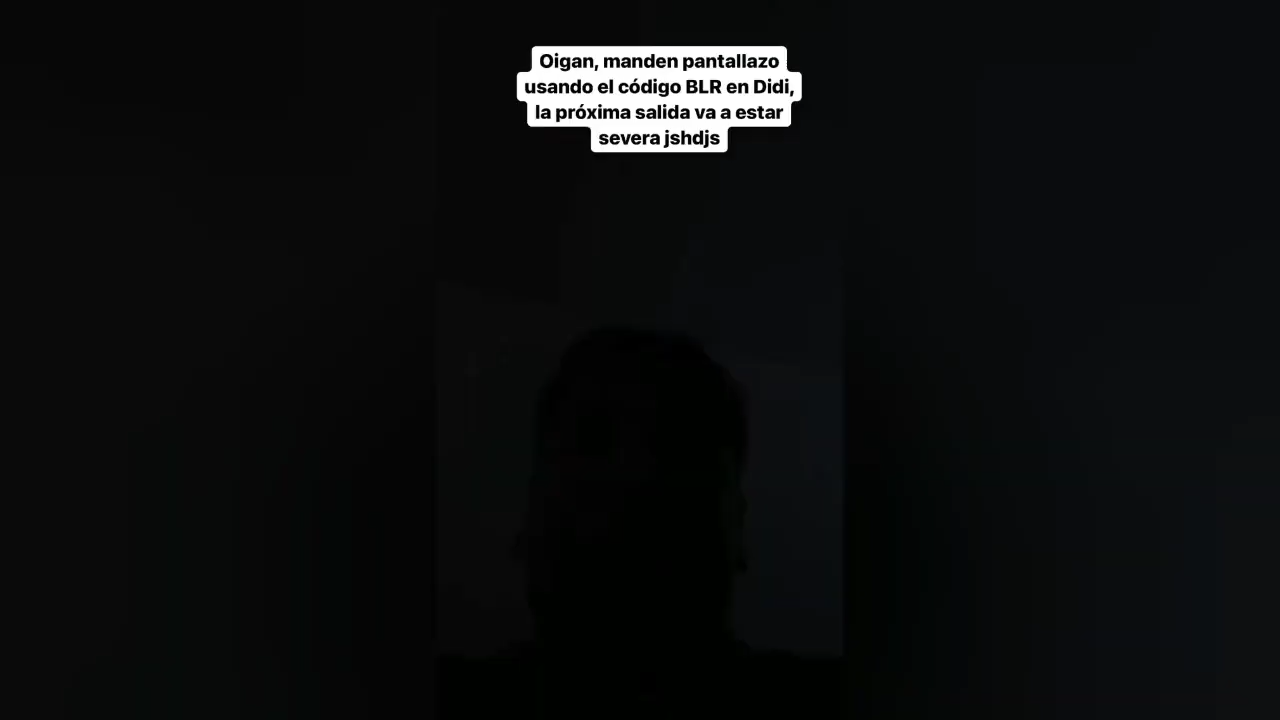 Oigan, manden pantallazo
usando el código BLR en Didi,
la próxima salida va a estar
severa jshdjs